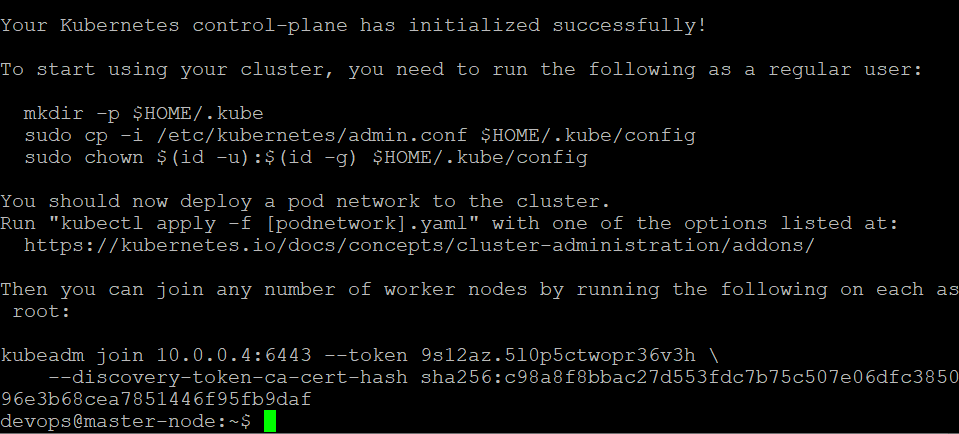 Your Kubernetes control-plane has initialized successfully!
To start using your cluster, you need to run the following as a regular user:
mkdir -p $HOME/.kube
sudo cp -i /etc/kubernetes/admin.conf $HOME/.kube/config
sudo chown $(id -u):$(id -g) $HOME/.kube/config
You should now deploy a pod network to the cluster.
Run "kubectl apply -f [podnetwork].yaml" with one of the options listed at:
https://kubernetes.io/docs/concepts/cluster-administration/addons/
Then you can join any number of worker nodes by running the following on each as
root:
kubeadm join 10.0.0.4:6443 --token 9s12az.5l0p5ctwopr36v3h \
--discovery-token-ca-cert-hash sha256:c98a8f8bbac27d553fdc7b75c507e06dfc3850
96e3b68cea7851446f95fb9daf
devops@master-node:~$